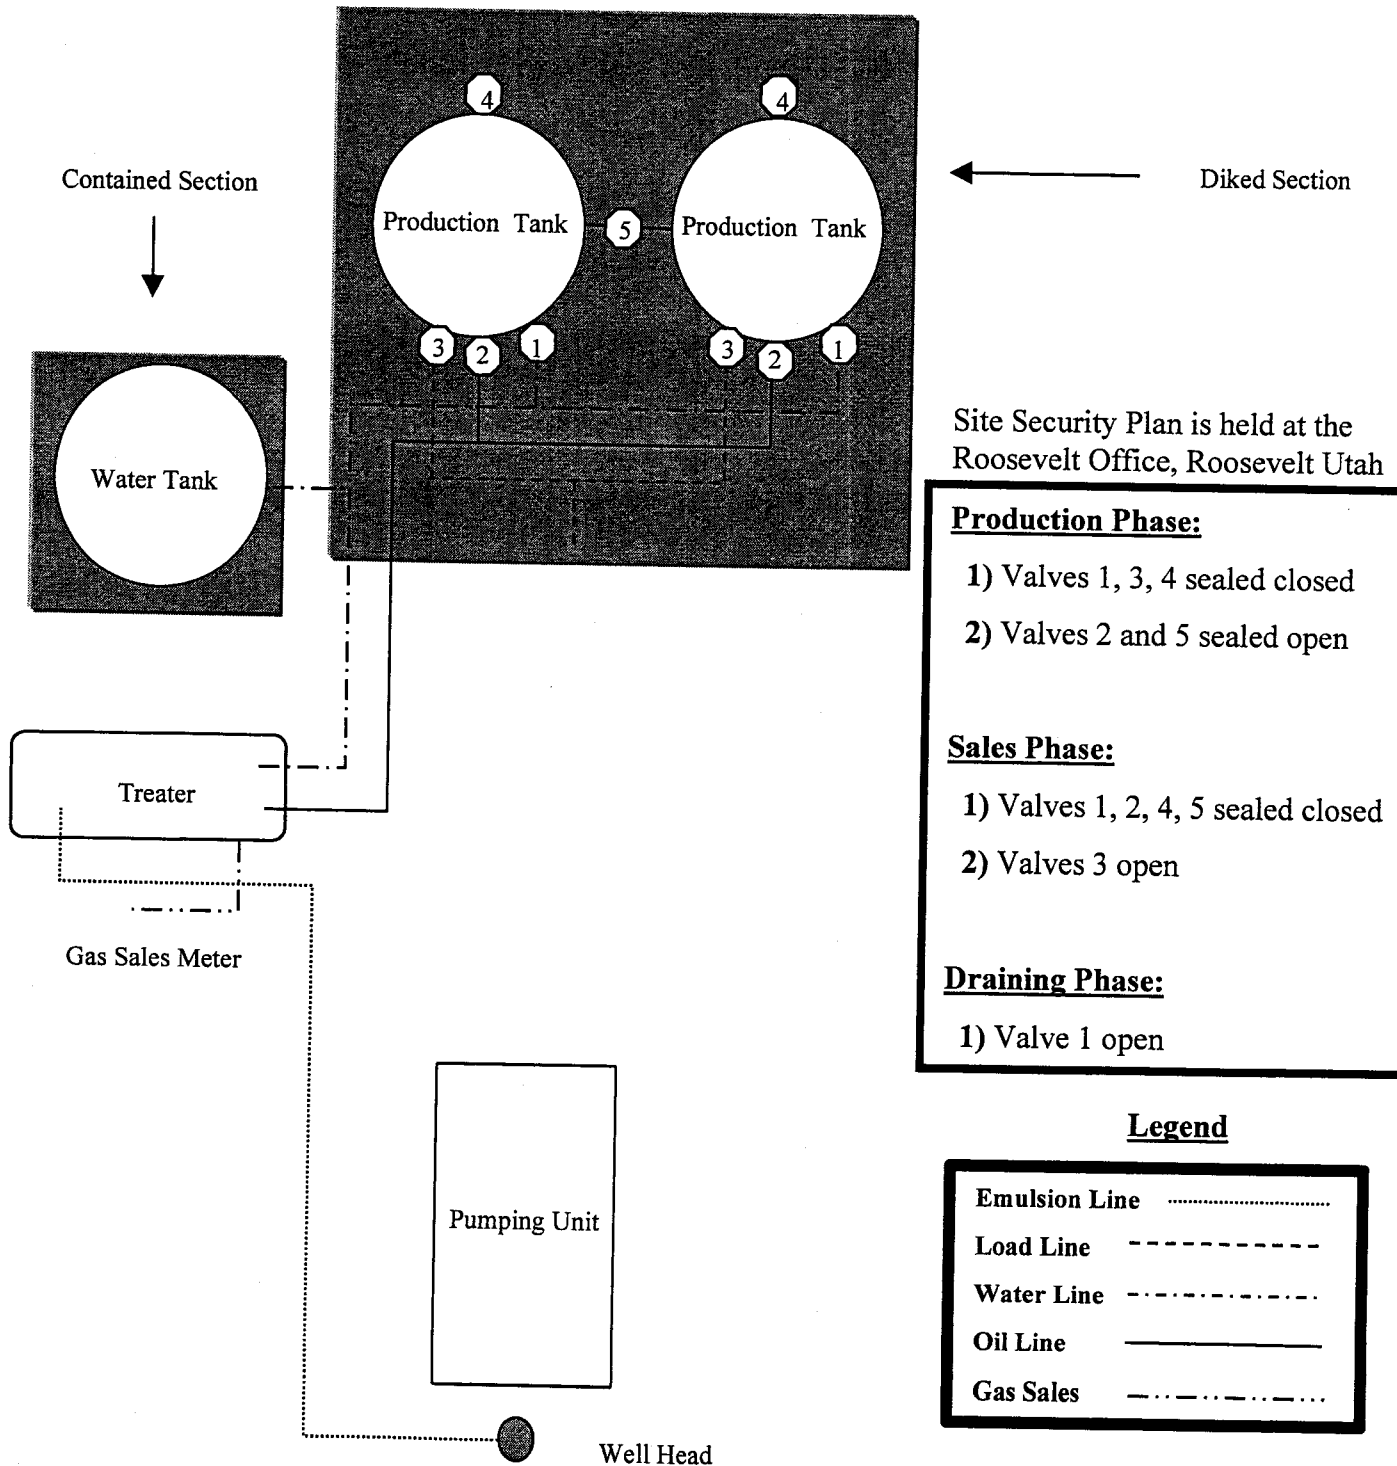 4
4
Contained Section
Diked Section
Production Tank
5
Production Tank
3
2
1
3
2
1
Water Tank
Site Security Plan is held at the
Roosevelt Office, Roosevelt Utah
Production Phase:
1) Valves 1, 3, 4 sealed closed
2) Valves 2 and 5 sealed open
Sales Phase:
1) Valves 1, 2, 4, 5 sealed closed
2) Valves 3 open
Draining Phase:
1) Valve 1 open
Treater
Gas Sales Meter
Pumping Unit
Well Head
Legend
Emulsion Line
Load Line
Water Line
Oil Line
Gas Sales